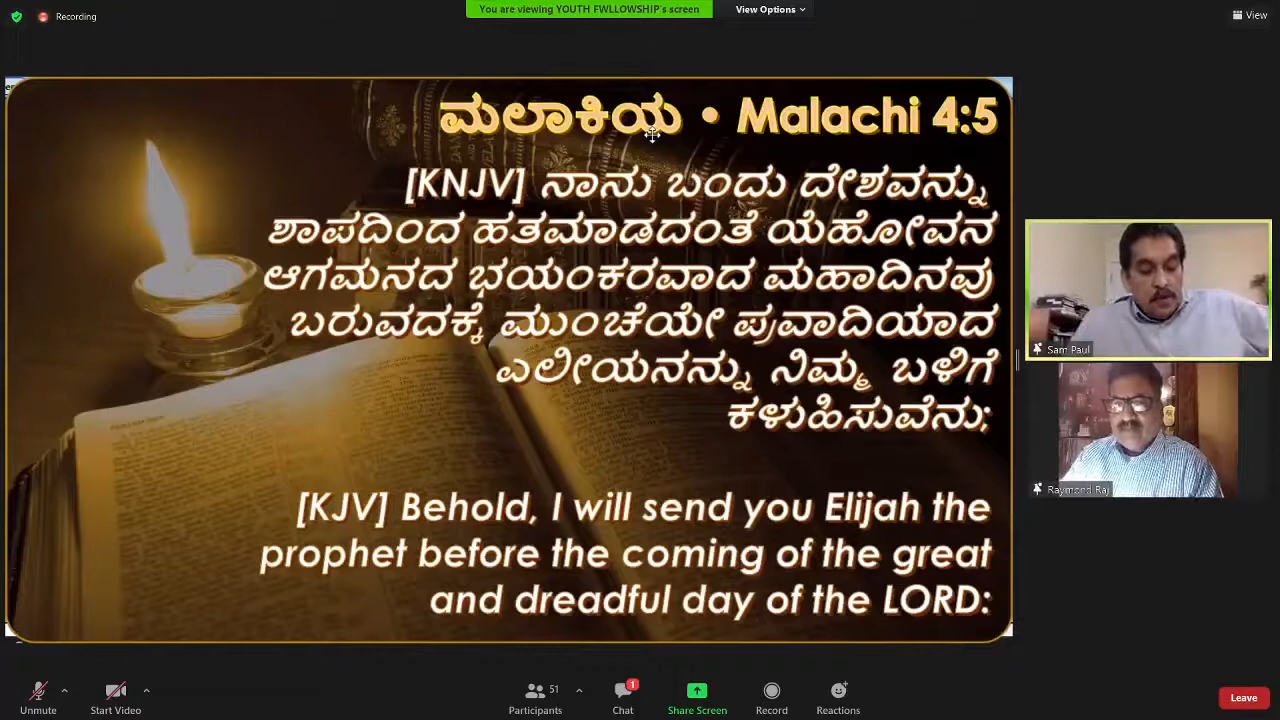 Recording
You are viewing YOUTH FWLLOWSHIP's screen
View Options
View
ಮಲಾಕಿಯ • Malachi 4:5
[KNJV] ನಾನು ಬಂದು ದೇಶವನ್ನು
ಶಾಪದಿಂದ ಹತಮಾಡದಂತೆ ಯೆಹೋವನ
ಆಗಮನದ ಭಯಂಕರವಾದ ಮಹಾದಿನವು
ಬರುವದಕ್ಕೆ ಮುಂಚೆಯೇ ಪ್ರವಾದಿಯಾದ
ಎಲೀಯನನ್ನು ನಿಮ್ಮ ಬಳಿಗೆ
ಕಳುಹಿಸುವೆನು;
[KJV] Behold, I will send you Elijah the
prophet before the coming of the great
and dreadful day of the LORD:
Sam Paul
Raymond Raj
Unmute
Start Video
51
Participants
1
Chat
Share Screen
Record
Reactions
Leave